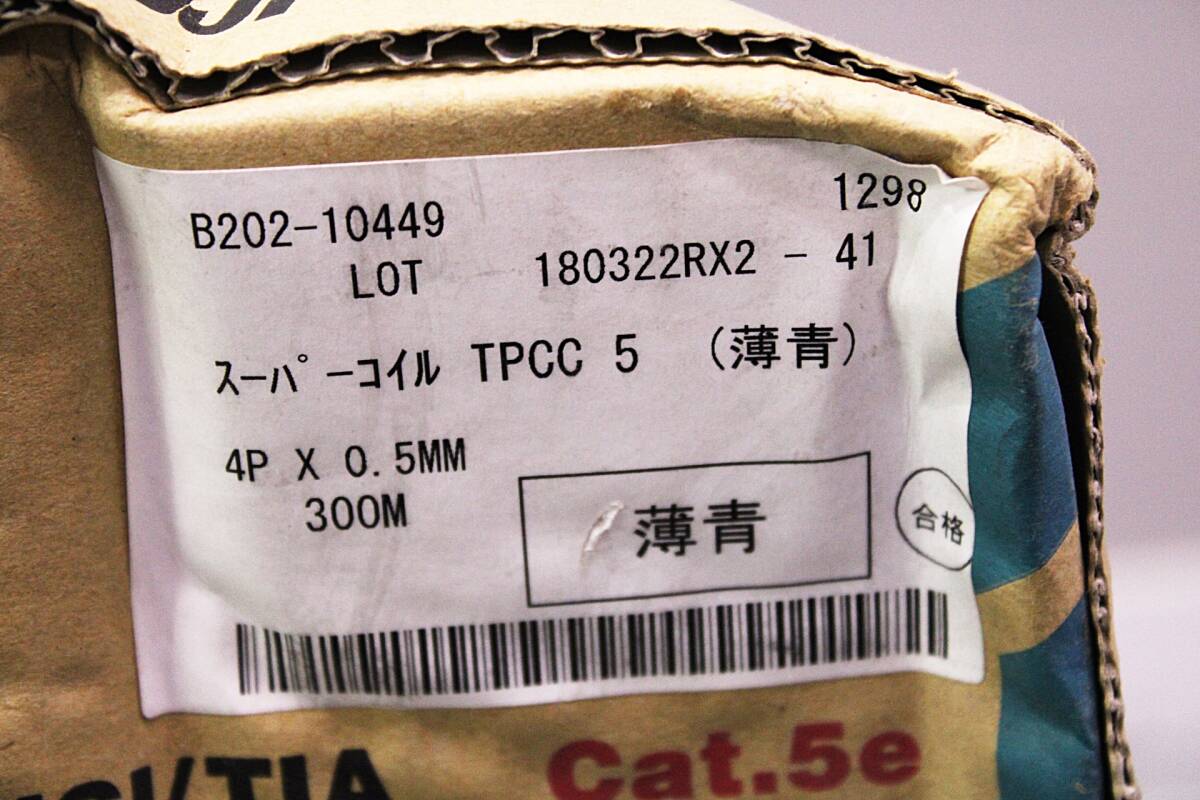 B202-10449 1298
LOT 180322RX2 - 41
ｽｰﾊﾟｰｺｲﾙ TPCC 5 (薄青)
4P X 0.5MM
300M
薄青
合格
/TIA
Cat.5e